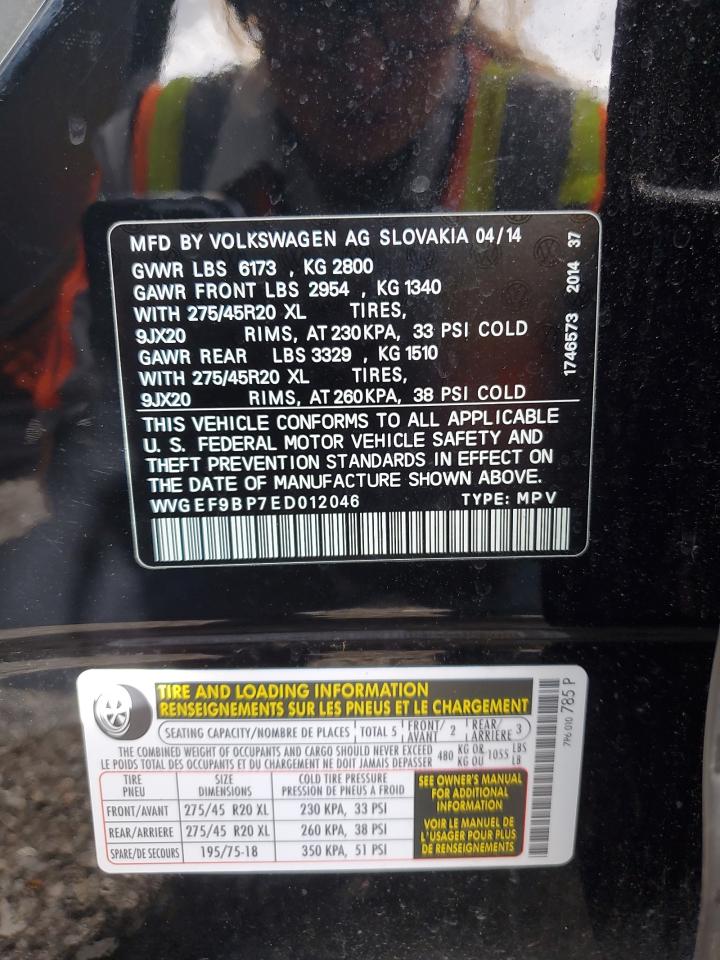 MFD BY VOLKSWAGEN AG SLOVAKIA 04/14
GVWR LBS 6173 , KG 2800
GAWR FRONT LBS 2954 , KG 1340
WITH 275/45R20 XL TIRES,
9JX20 RIMS, AT 230KPA, 33 PSI COLD
GAWR REAR LBS 3329 , KG 1510
WITH 275/45R20 XL TIRES,
9JX20 RIMS, AT 260KPA, 38 PSI COLD
1746573 2014 37
THIS VEHICLE CONFORMS TO ALL APPLICABLE
U. S. FEDERAL MOTOR VEHICLE SAFETY AND
THEFT PREVENTION STANDARDS IN EFFECT ON
THE DATE OF MANUFACTURE SHOWN ABOVE.
WVGEF9BP7ED012046 TYPE: MPV
TIRE AND LOADING INFORMATION
RENSEIGNEMENTS SUR LES PNEUS ET LE CHARGEMENT
SEATING CAPACITY/NOMBRE DE PLACES TOTAL 5 FRONT/AVANT 2 REAR/ARRIERE 3
THE COMBINED WEIGHT OF OCCUPANTS AND CARGO SHOULD NEVER EXCEED 480 KG OR 1055 LBS
LE POIDS TOTAL DES OCCUPANTS ET DU CHARGEMENT NE DOIT JAMAIS DEPASSER KG OU LB
TIRE SIZE COLD TIRE PRESSURE
PNEU DIMENSIONS PRESSION DE PNEUS A FROID
FRONT/AVANT 275/45 R20 XL 230 KPA, 33 PSI
REAR/ARRIERE 275/45 R20 XL 260 KPA, 38 PSI
SPARE/DE SECOURS 195/75-18 350 KPA, 51 PSI
SEE OWNER'S MANUAL
FOR ADDITIONAL
INFORMATION
VOIR LE MANUEL DE
L'USAGER POUR PLUS
DE RENSEIGNEMENTS
7P6 010 785 P